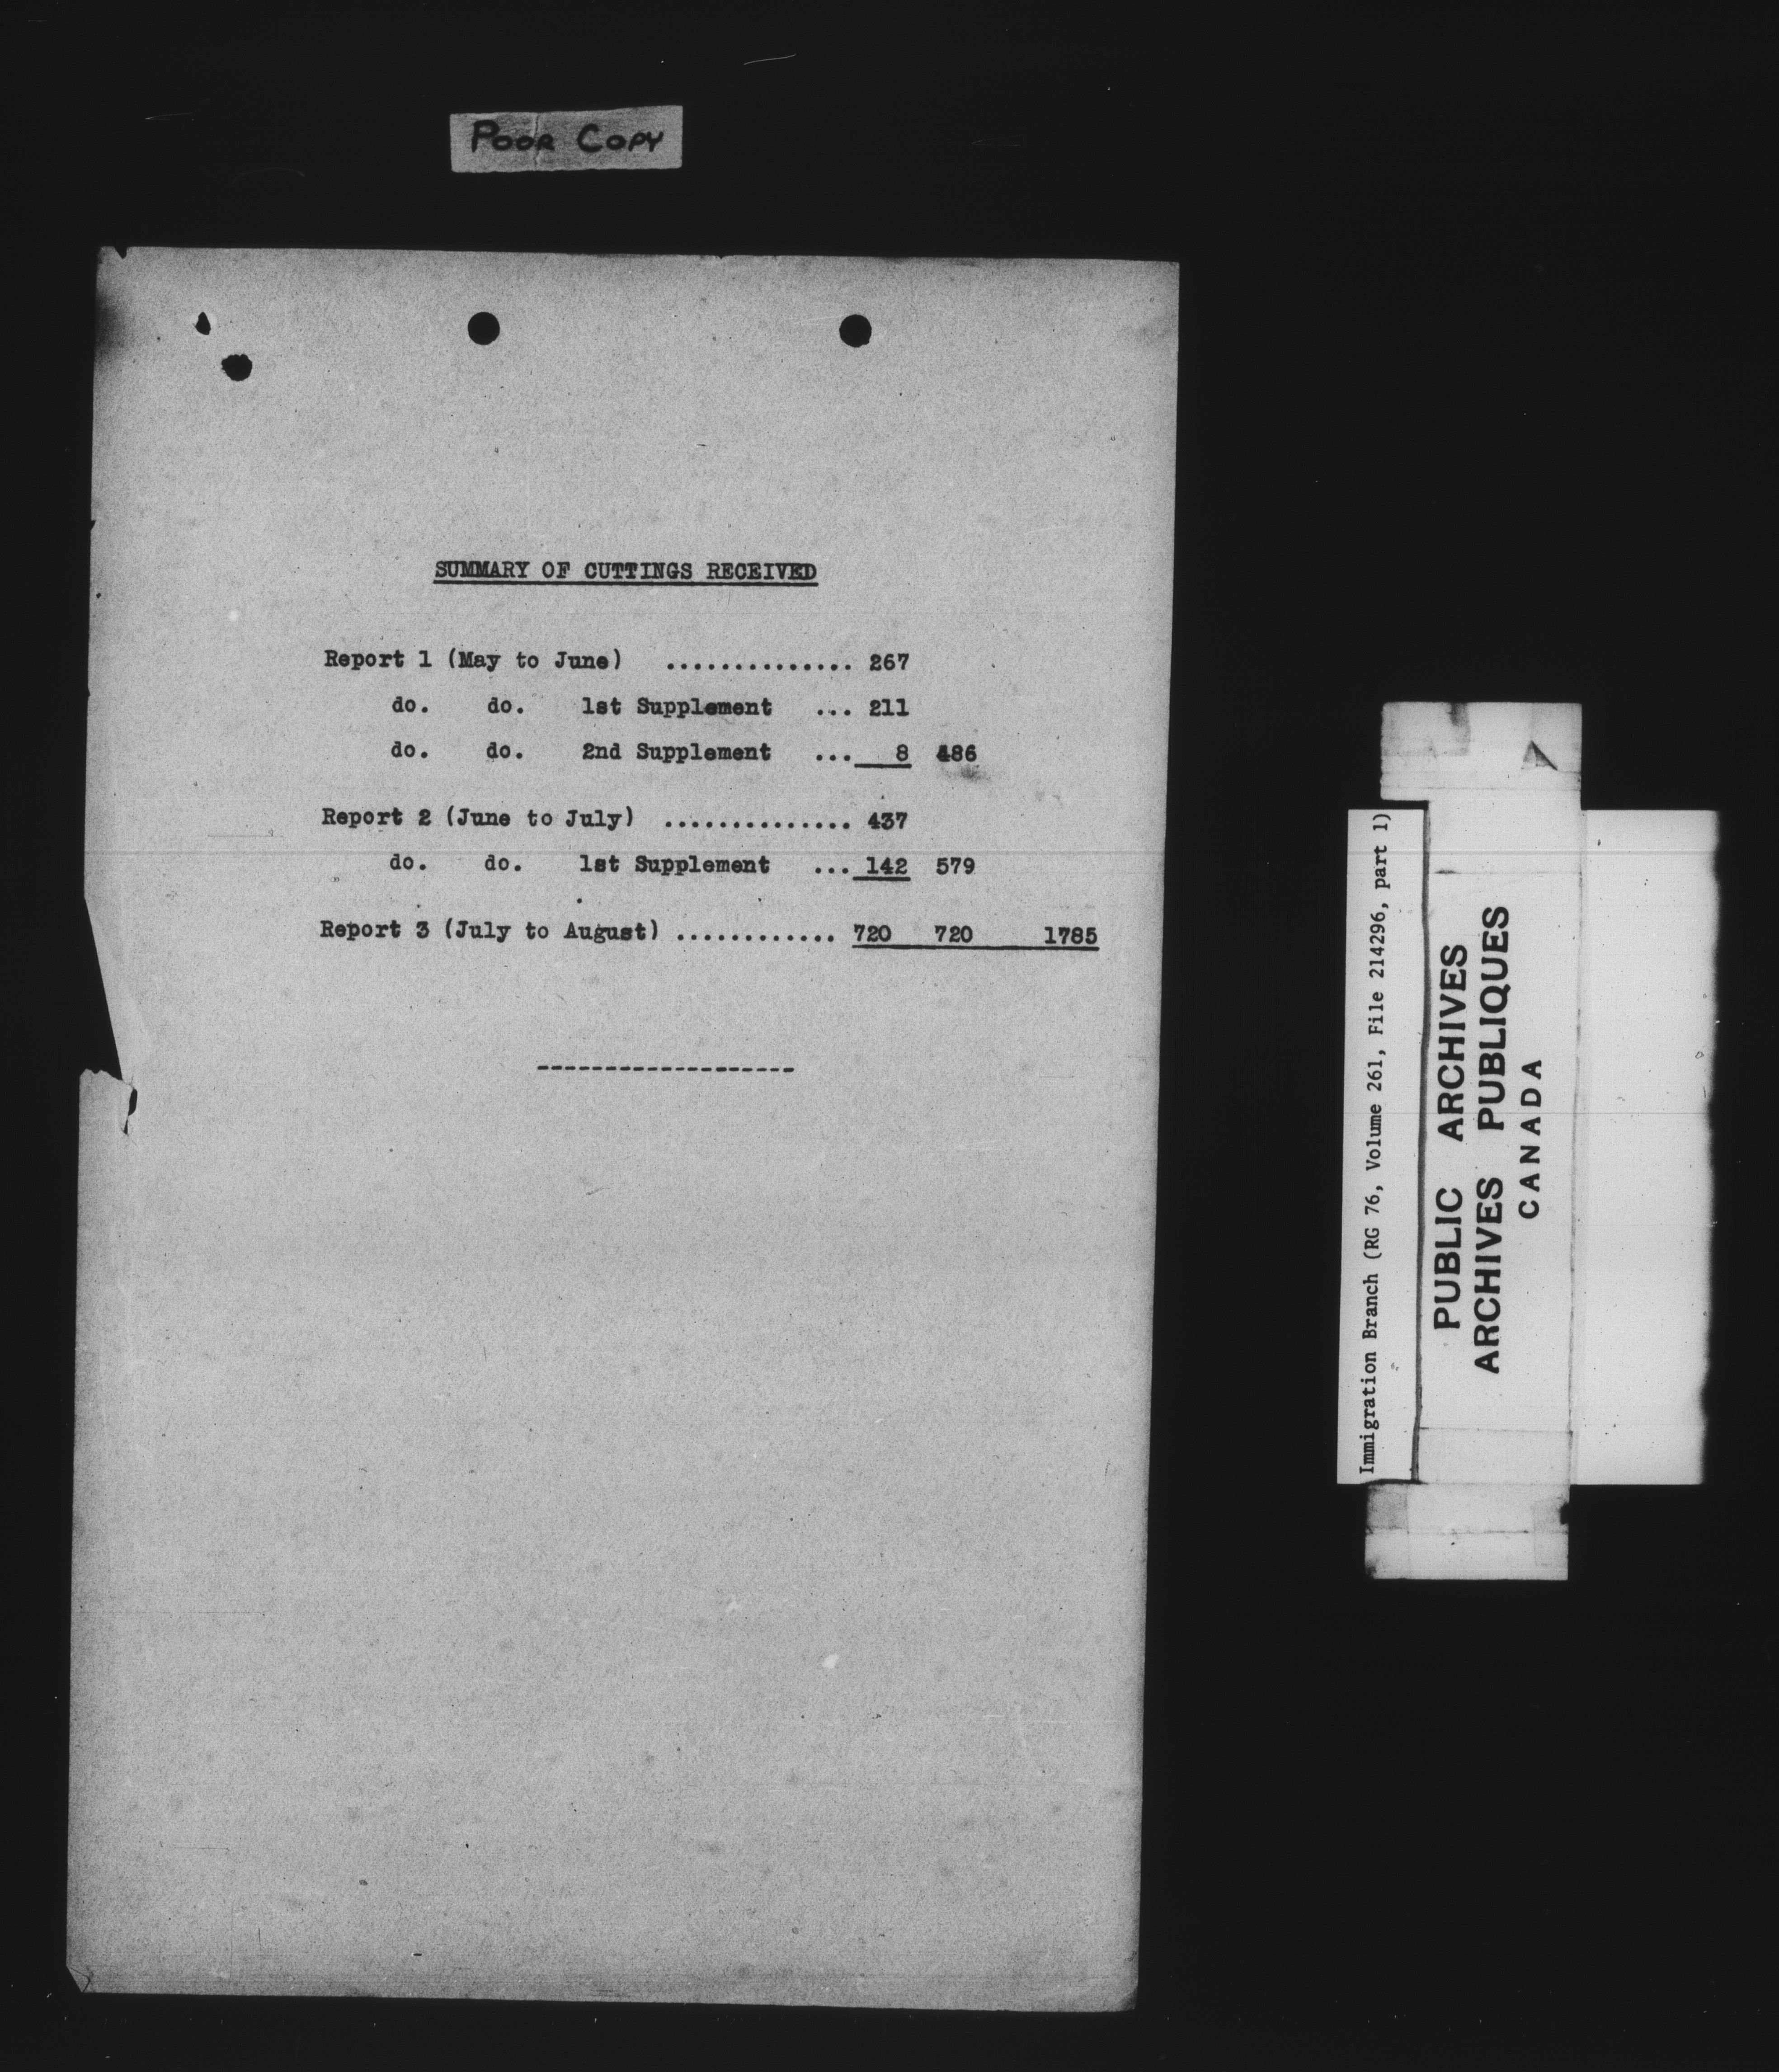 POOR COPY
SUMMARY OF CUTTINGS RECEIVED
Report 1 (May to June) .............. 267
do. do. 1st Supplement ... 211
do. do. 2nd Supplement ... 8 486
Report 2 (June to July) .............. 437
do. do. 1st Supplement ... 142 579
Report 3 (July to August) ............ 720 720 1785
-------------------
Immigration Branch (RG 76, Volume 261, File 214296, part 1)
PUBLIC ARCHIVES
ARCHIVES PUBLIQUES
CANADA